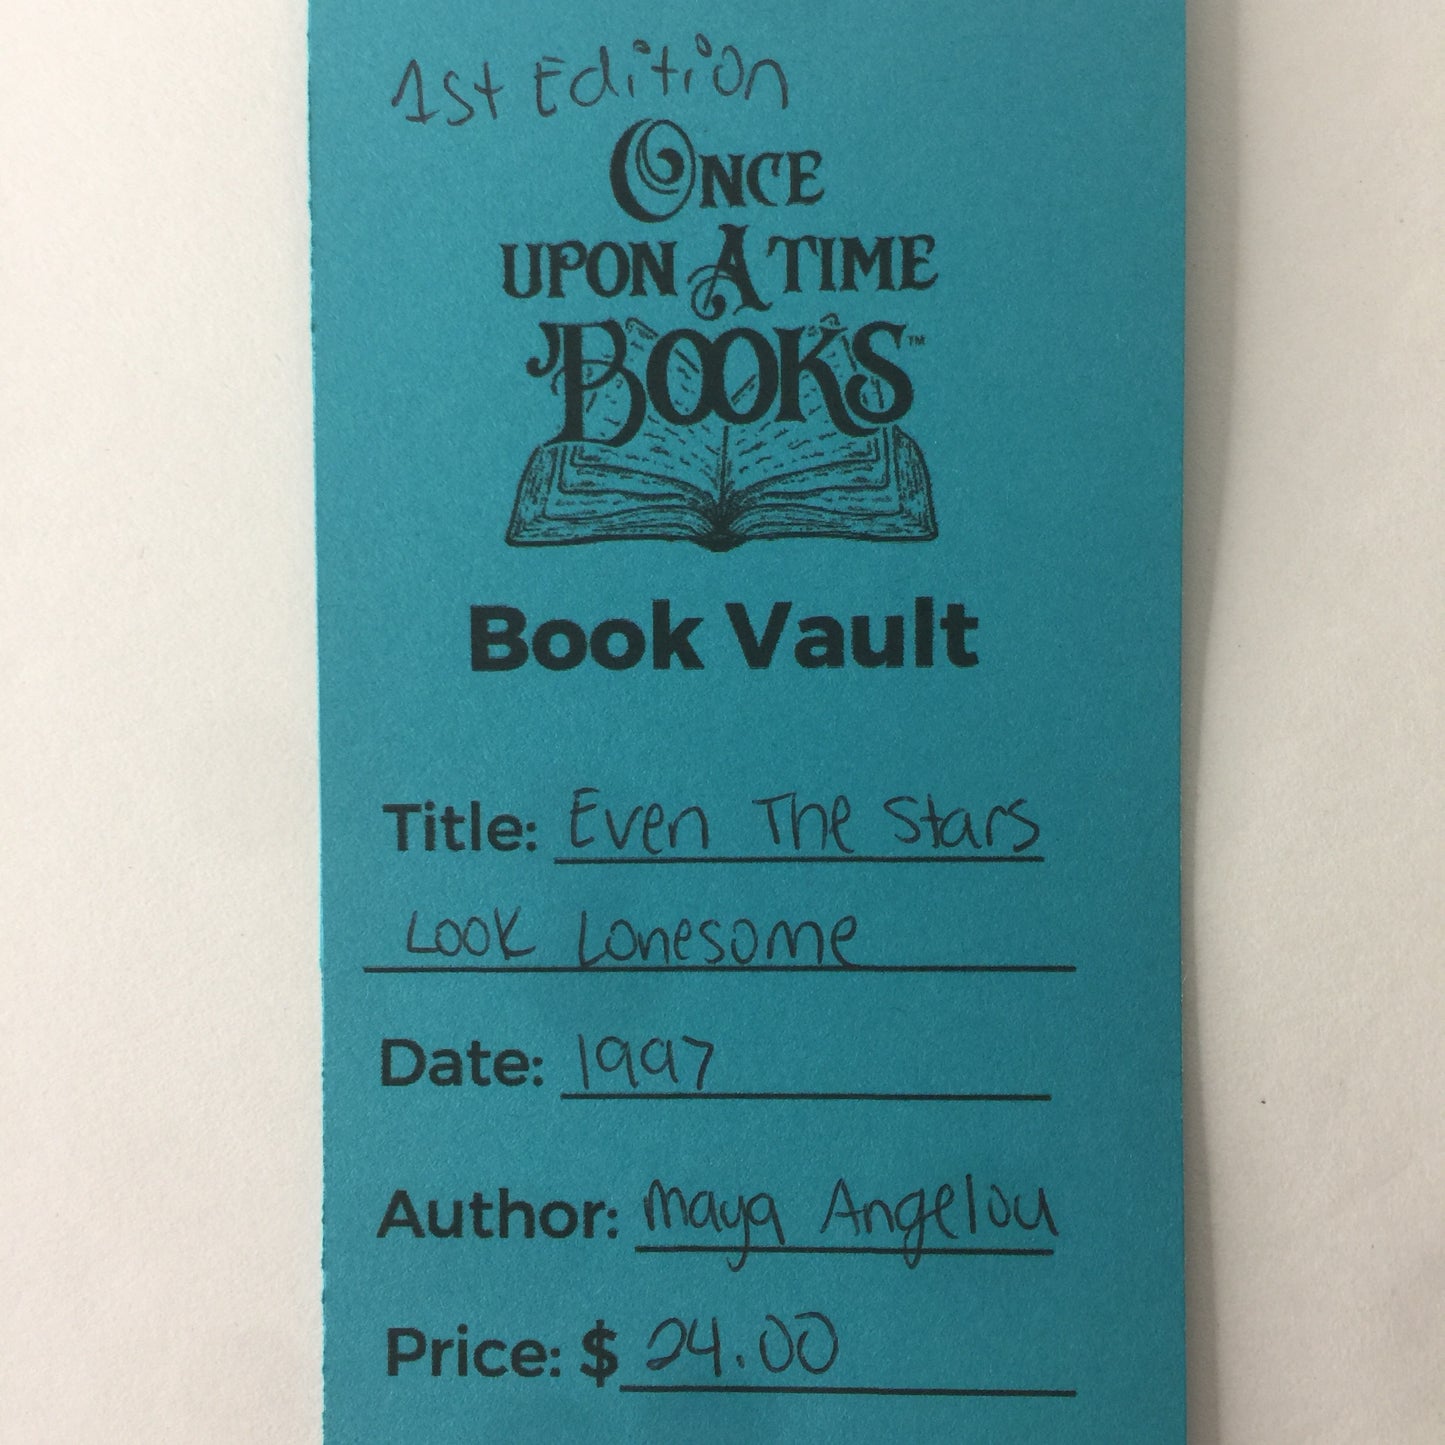 1st Edition
ONCE
UPON A TIME
BOOKS™
Book Vault
Title: Even The Stars
Look Lonesome
Date: 1997
Author: Maya Angelou
Price: $ 24.00